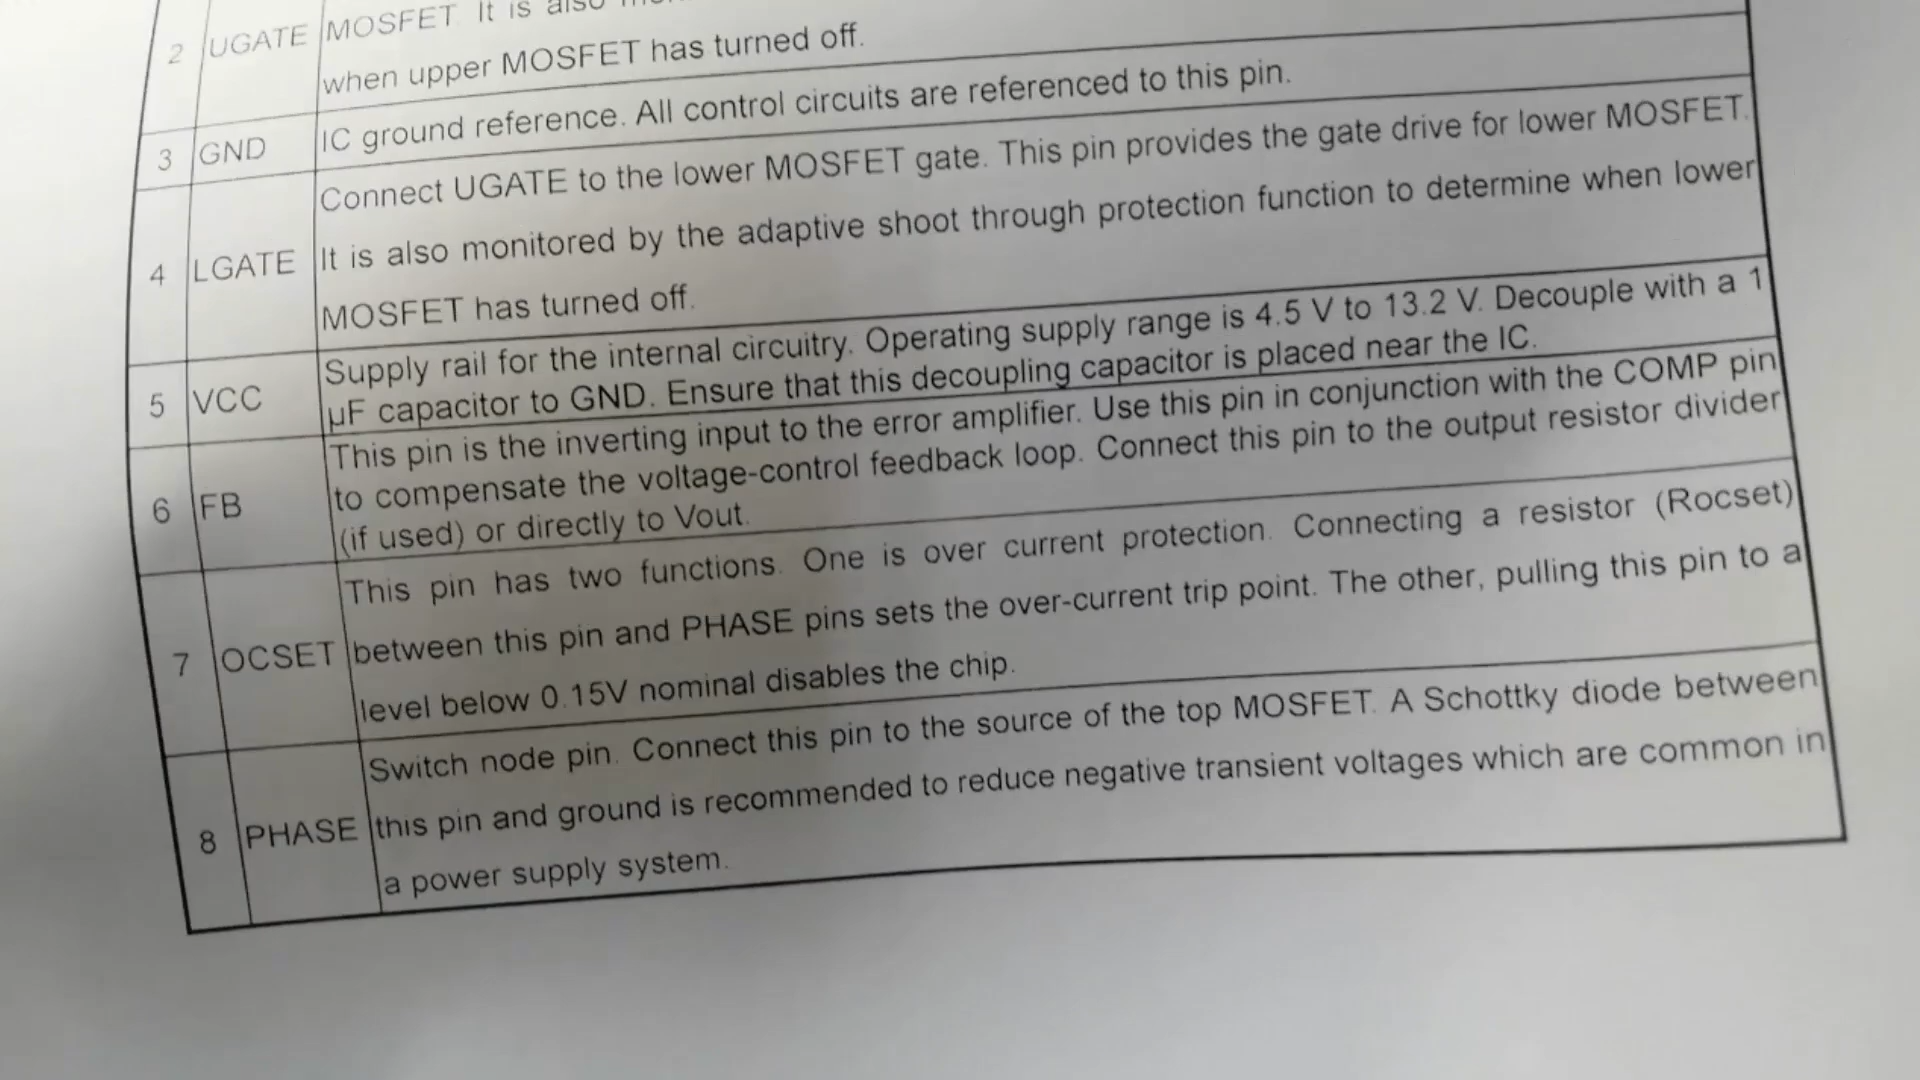 2 UGATE MOSFET. It is also
when upper MOSFET has turned off.
3 GND IC ground reference. All control circuits are referenced to this pin.
Connect UGATE to the lower MOSFET gate. This pin provides the gate drive for lower MOSFET.
4 LGATE It is also monitored by the adaptive shoot through protection function to determine when lower
MOSFET has turned off.
5 VCC Supply rail for the internal circuitry. Operating supply range is 4.5 V to 13.2 V. Decouple with a 1
µF capacitor to GND. Ensure that this decoupling capacitor is placed near the IC.
This pin is the inverting input to the error amplifier. Use this pin in conjunction with the COMP pin
6 FB to compensate the voltage-control feedback loop. Connect this pin to the output resistor divider
(if used) or directly to Vout.
This pin has two functions. One is over current protection. Connecting a resistor (Rocset)
7 OCSET between this pin and PHASE pins sets the over-current trip point. The other, pulling this pin to a
level below 0.15V nominal disables the chip.
Switch node pin. Connect this pin to the source of the top MOSFET. A Schottky diode between
8 PHASE this pin and ground is recommended to reduce negative transient voltages which are common in
a power supply system.